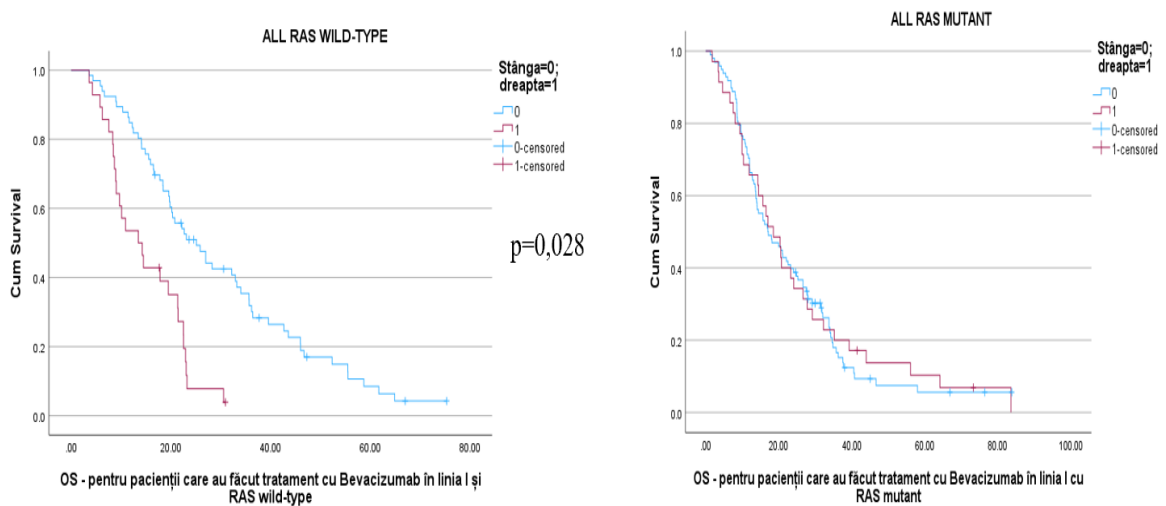 ALL RAS WILD-TYPE
Stânga=0;
dreapta=1
0
1
0-censored
1-censored
Cum Survival
1.0
0.8
0.6
0.4
0.2
0.0
.00
20.00
40.00
60.00
80.00
OS - pentru pacienții care au făcut tratament cu Bevacizumab în linia I și
RAS wild-type
p=0,028
ALL RAS MUTANT
Stânga=0;
dreapta=1
0
1
0-censored
1-censored
Cum Survival
1.0
0.8
0.6
0.4
0.2
0.0
.00
20.00
40.00
60.00
80.00
100.00
OS - pentru pacienții care au făcut tratament cu Bevacizumab în linia I cu
RAS mutant